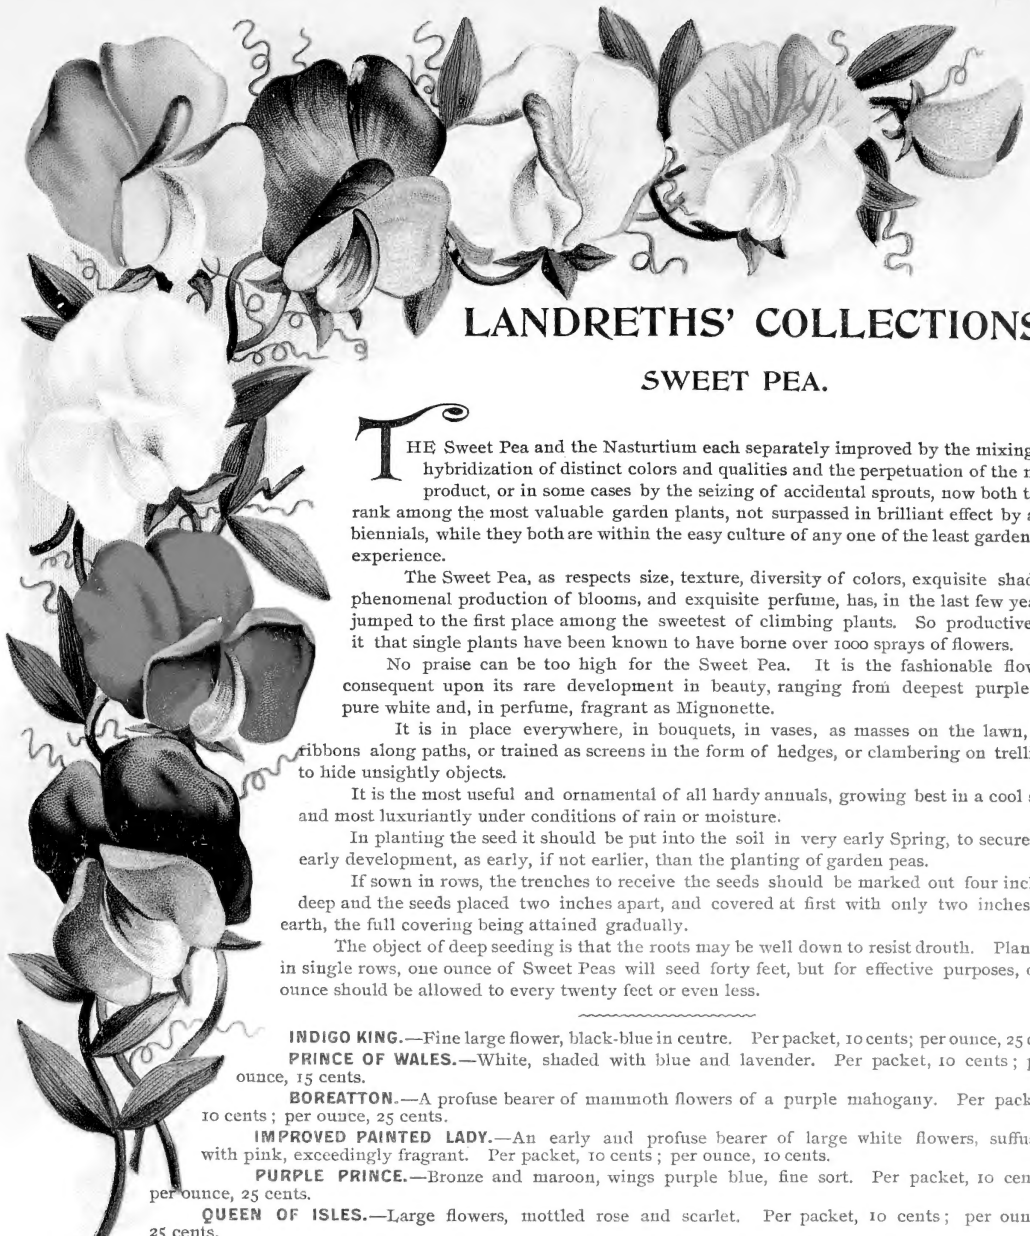 LANDRETHS' COLLECTIONS
SWEET PEA.
THE Sweet Pea and the Nasturtium each separately improved by the mixing
hybridization of distinct colors and qualities and the perpetuation of the
product, or in some cases by the seizing of accidental sprouts, now both
rank among the most valuable garden plants, not surpassed in brilliant effect by
biennials, while they both are within the easy culture of any one of the least garden
experience.
The Sweet Pea, as respects size, texture, diversity of colors, exquisite
phenomenal production of blooms, and exquisite perfume, has, in the last few
jumped to the first place among the sweetest of climbing plants. So productive
it that single plants have been known to have borne over 1000 sprays of flowers.
No praise can be too high for the Sweet Pea. It is the fashionable
consequent upon its rare development in beauty, ranging from deepest purple
pure white and, in perfume, fragrant as Mignonette.
It is in place everywhere, in bouquets, in vases, as masses on the lawn,
ribbons along paths, or trained as screens in the form of hedges, or clambering on
to hide unsightly objects.
It is the most useful and ornamental of all hardy annuals, growing best in a cool
and most luxuriantly under conditions of rain or moisture.
In planting the seed it should be put into the soil in very early Spring, to secure
early development, as early, if not earlier, than the planting of garden peas.
If sown in rows, the trenches to receive the seeds should be marked out four
deep and the seeds placed two inches apart, and covered at first with only two inches
earth, the full covering being attained gradually.
The object of deep seeding is that the roots may be well down to resist drouth.
in single rows, one ounce of Sweet Peas will seed forty feet, but for effective purposes,
ounce should be allowed to every twenty feet or even less.
INDIGO KING.—Fine large flower, black-blue in centre. Per packet, 10 cents; per ounce, 25
PRINCE OF WALES.—White, shaded with blue and lavender. Per packet, 10 cents;
ounce, 15 cents.
BOREATTON.—A profuse bearer of mammoth flowers of a purple mahogany. Per
10 cents; per ounce, 25 cents.
IMPROVED PAINTED LADY.—An early and profuse bearer of large white flowers,
with pink, exceedingly fragrant. Per packet, 10 cents; per ounce, 10 cents.
PURPLE PRINCE.—Bronze and maroon, wings purple blue, fine sort. Per packet, 10
per ounce, 25 cents.
QUEEN OF ISLES.—Large flowers, mottled rose and scarlet. Per packet, 10 cents; per
25 cents.